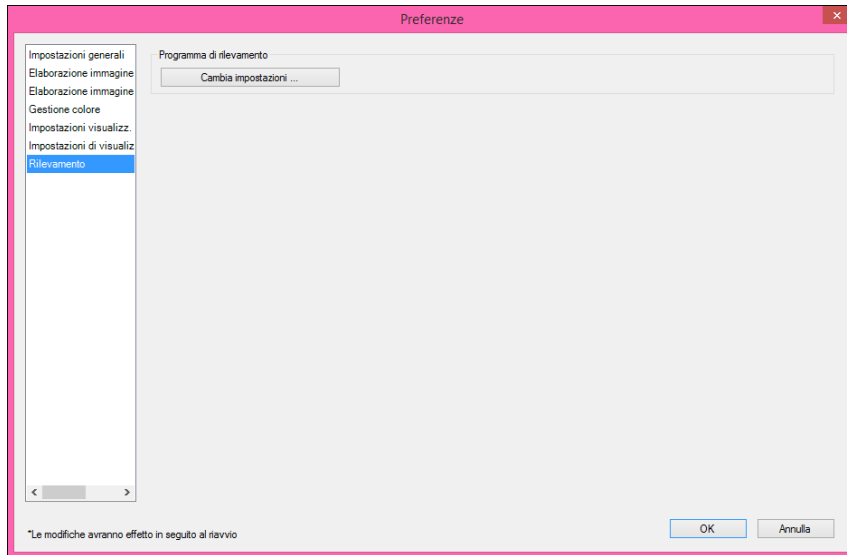 Preferenze
Impostazioni generali
Elaborazione immagine
Elaborazione immagine
Gestione colore
Impostazioni visualizz.
Impostazioni di visualiz
Rilevamento
Programma di rilevamento
Cambia impostazioni ...
*Le modifiche avranno effetto in seguito al riavvio
OK
Annulla